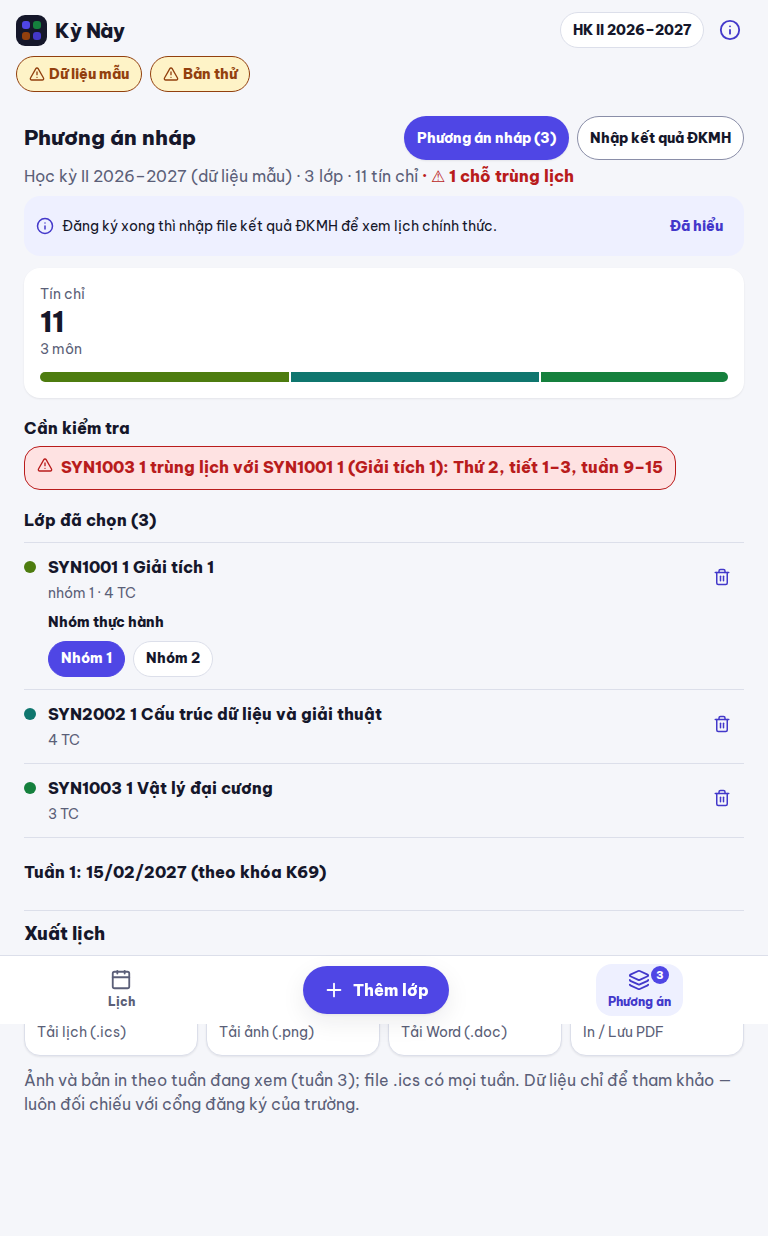 Kỳ Này
HK II 2026–2027
Dữ liệu mẫu
Bản thử
Phương án nháp
Phương án nháp (3)
Nhập kết quả ĐKMH
Học kỳ II 2026–2027 (dữ liệu mẫu) · 3 lớp · 11 tín chỉ · ⚠ 1 chỗ trùng lịch
Đăng ký xong thì nhập file kết quả ĐKMH để xem lịch chính thức.
Đã hiểu
Tín chỉ
11
3 môn
Cần kiểm tra
SYN1003 1 trùng lịch với SYN1001 1 (Giải tích 1): Thứ 2, tiết 1–3, tuần 9–15
Lớp đã chọn (3)
SYN1001 1 Giải tích 1
nhóm 1 · 4 TC
Nhóm thực hành
Nhóm 1
Nhóm 2
SYN2002 1 Cấu trúc dữ liệu và giải thuật
4 TC
SYN1003 1 Vật lý đại cương
3 TC
Tuần 1: 15/02/2027 (theo khóa K69)
Xuất lịch
Lịch
Thêm lớp
3
Phương án
Tải lịch (.ics)
Tải ảnh (.png)
Tải Word (.doc)
In / Lưu PDF
Ảnh và bản in theo tuần đang xem (tuần 3); file .ics có mọi tuần. Dữ liệu chỉ để tham khảo —
luôn đối chiếu với cổng đăng ký của trường.